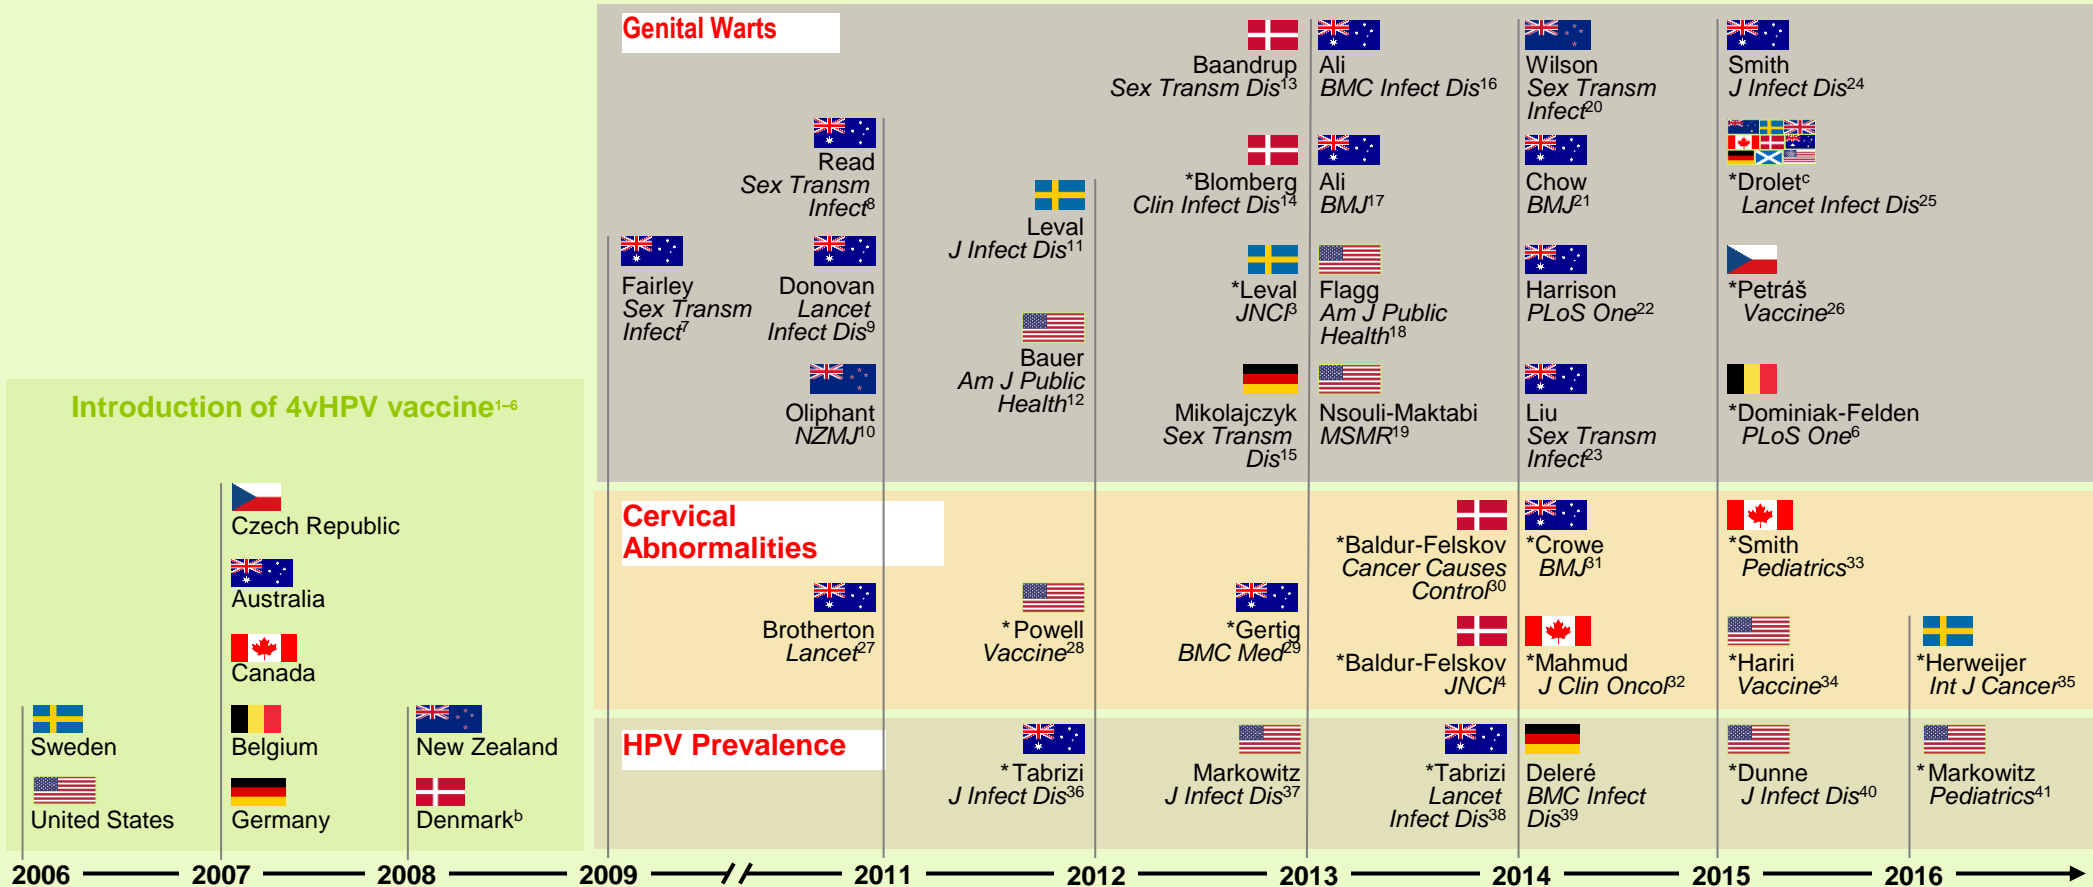 Genital Warts
Baandrup
Sex Transm Dis¹³
Ali
BMC Infect Dis¹⁶
Wilson
Sex Transm
Infect²⁰
Smith
J Infect Dis²⁴
Read
Sex Transm
Infect⁸
Leval
J Infect Dis¹¹
*Blomberg
Clin Infect Dis¹⁴
Ali
BMJ¹⁷
Chow
BMJ²¹
*Droletᶜ
Lancet Infect Dis²⁵
Fairley
Sex Transm
Infect⁷
Donovan
Lancet
Infect Dis⁹
Bauer
Am J Public
Health¹²
*Leval
JNCI³
Flagg
Am J Public
Health¹⁸
Harrison
PLoS One²²
*Petráš
Vaccine²⁶
Oliphant
NZMJ¹⁰
Mikolajczyk
Sex Transm
Dis¹⁵
Nsouli-Maktabi
MSMR¹⁹
Liu
Sex Transm
Infect²³
*Dominiak-Felden
PLoS One⁶
Introduction of 4vHPV vaccine¹⁻⁶
Czech Republic
Australia
Canada
Sweden
Belgium
New Zealand
United States
Germany
Denmarkᵇ
Cervical
Abnormalities
*Baldur-Felskov
Cancer Causes
Control³⁰
*Crowe
BMJ³¹
*Smith
Pediatrics³³
Brotherton
Lancet²⁷
*Powell
Vaccine²⁸
*Gertig
BMC Med²⁹
*Baldur-Felskov
JNCI⁴
*Mahmud
J Clin Oncol³²
*Hariri
Vaccine³⁴
*Herweijer
Int J Cancer³⁵
HPV Prevalence
*Tabrizi
J Infect Dis³⁶
Markowitz
J Infect Dis³⁷
*Tabrizi
Lancet
Infect Dis³⁸
Deleré
BMC Infect
Dis³⁹
*Dunne
J Infect Dis⁴⁰
*Markowitz
Pediatrics⁴¹
2006 2007 2008 2009 2011 2012 2013 2014 2015 2016